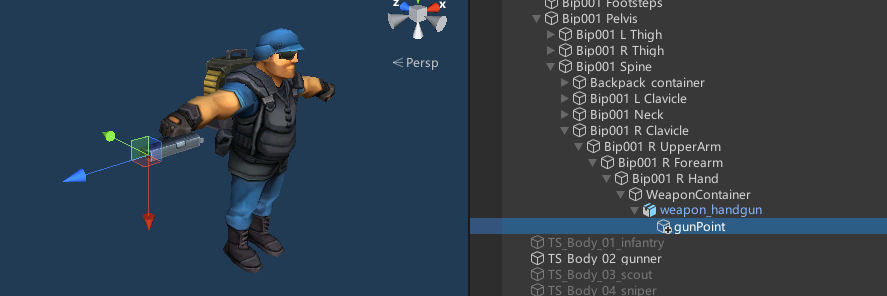 z
x
Persp
Bip001 Footsteps
Bip001 Pelvis
Bip001 L Thigh
Bip001 R Thigh
Bip001 Spine
Backpack container
Bip001 L Clavicle
Bip001 Neck
Bip001 R Clavicle
Bip001 R UpperArm
Bip001 R Forearm
Bip001 R Hand
WeaponContainer
weapon_handgun
gunPoint
TS_Body_01_infantry
TS_Body_02_gunner
TS_Body_03_scout
TS_Body_04_sniper